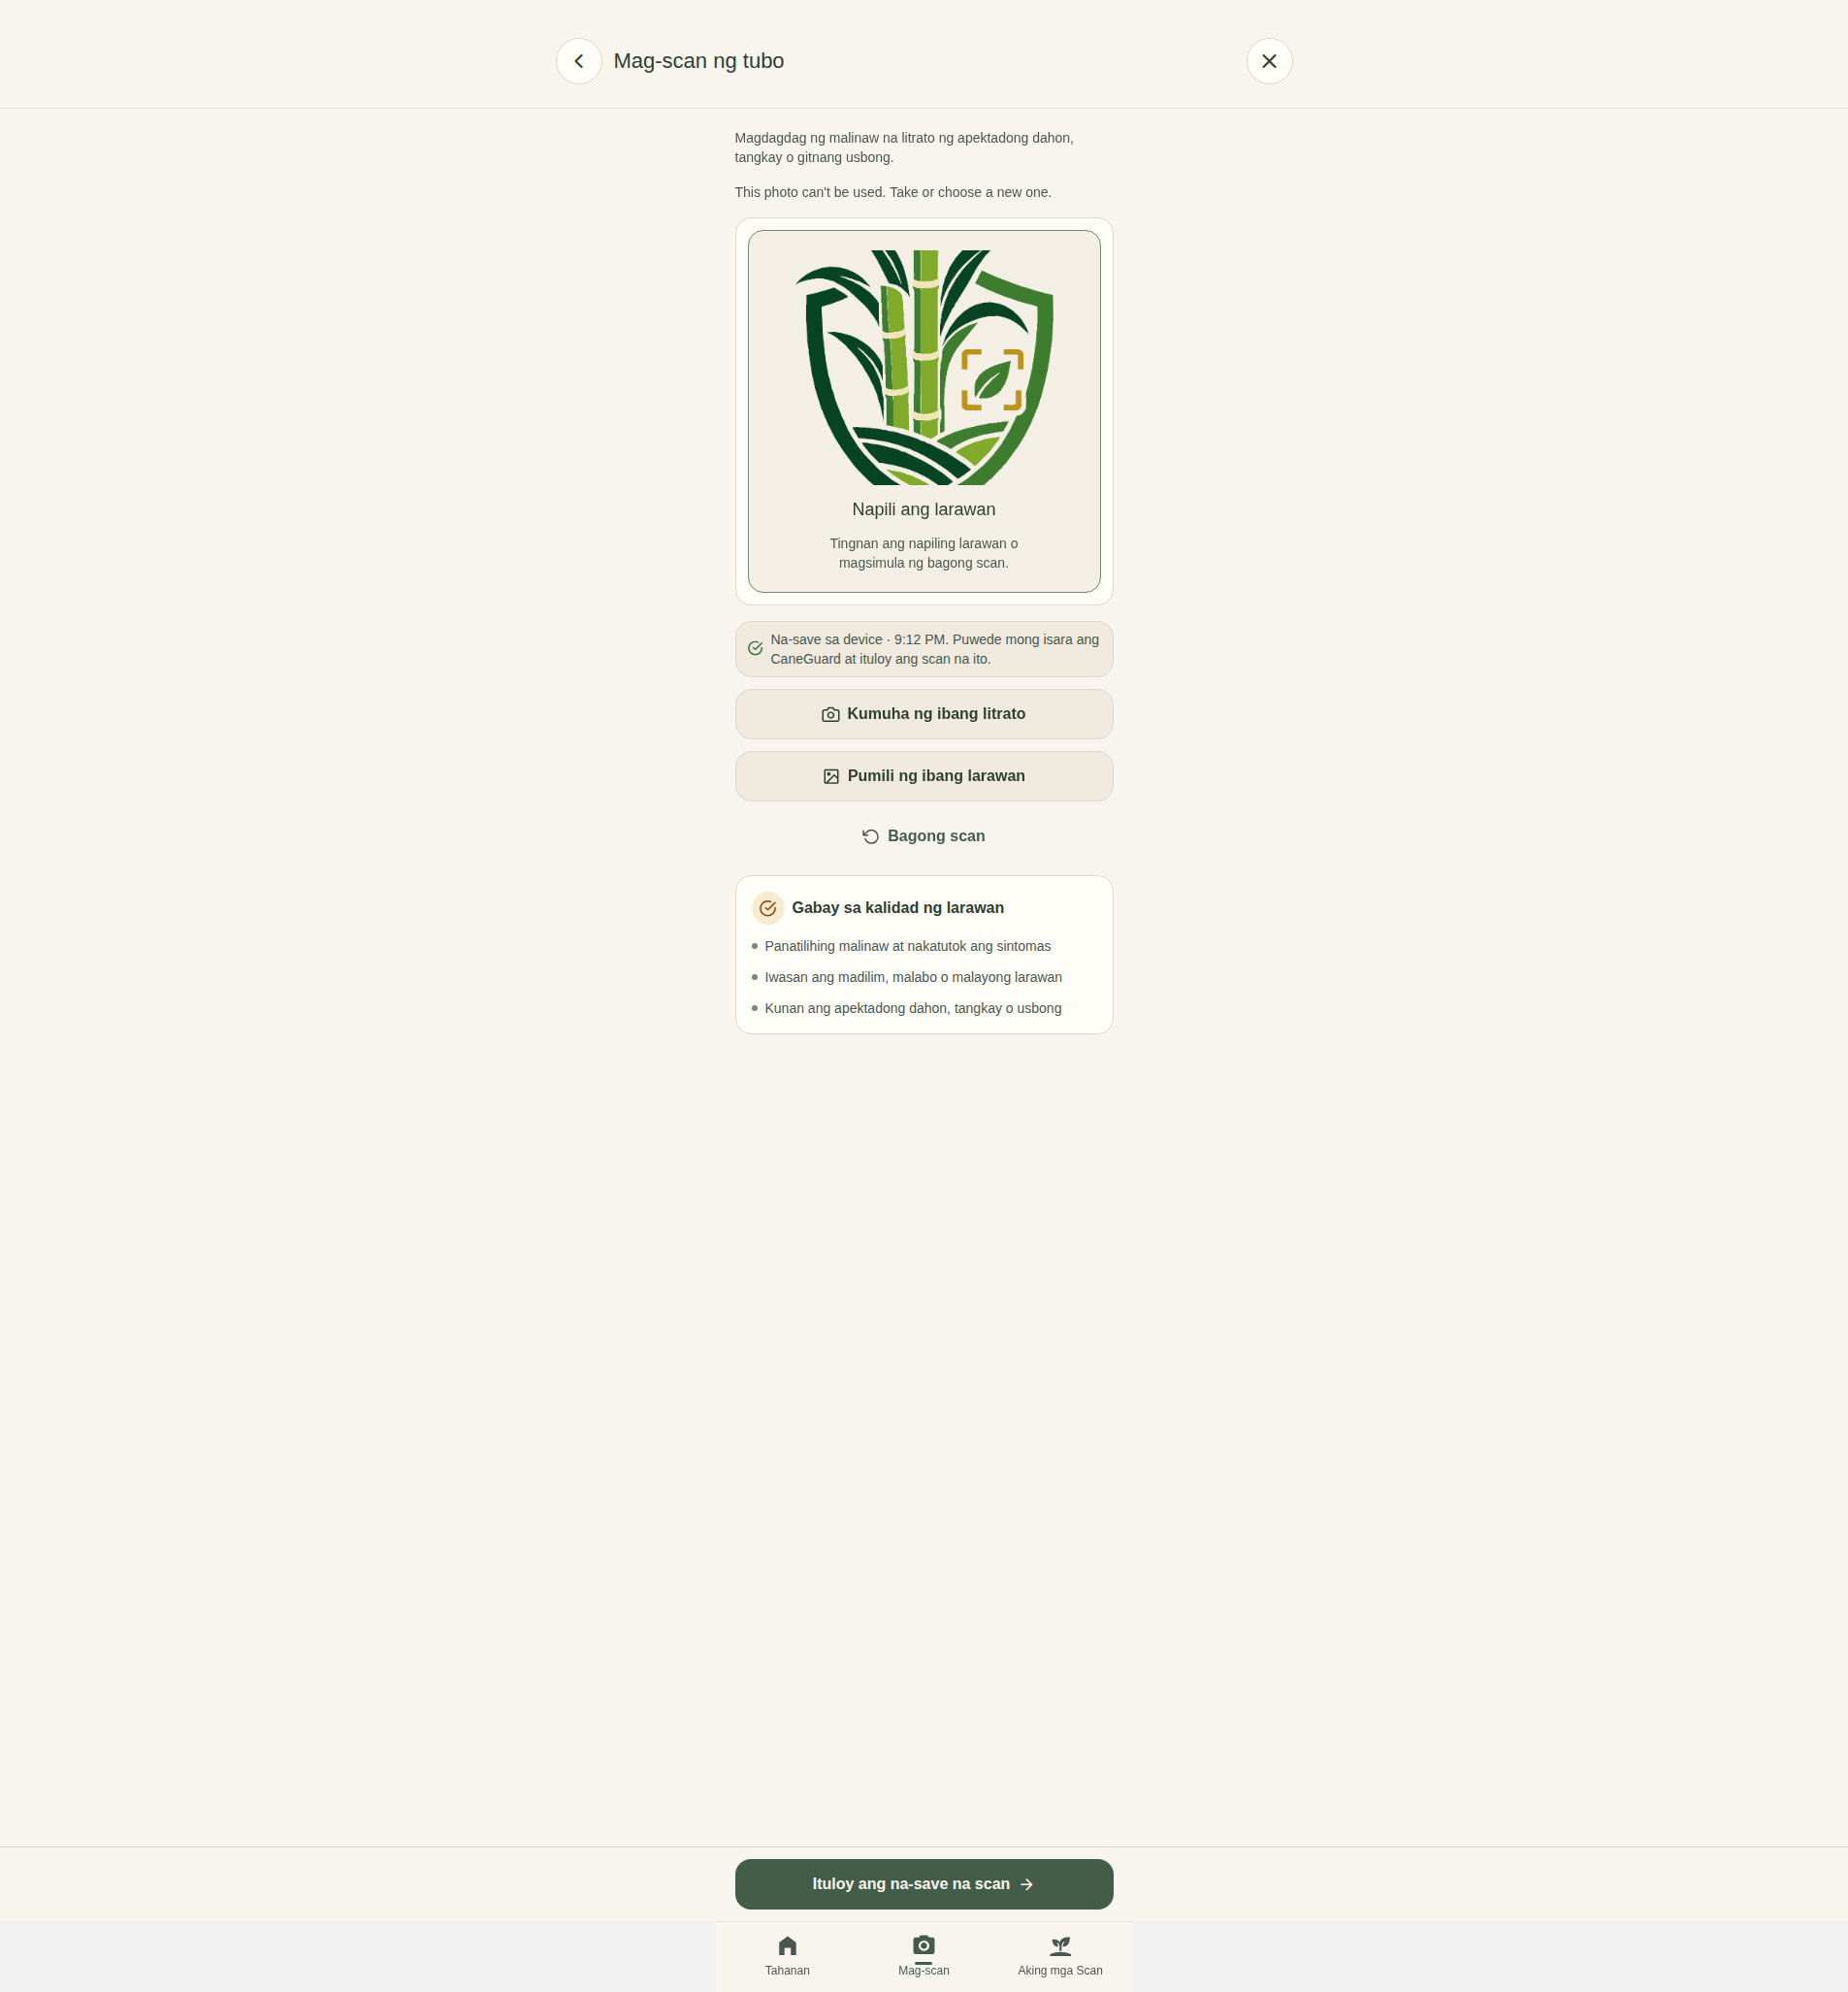 Mag-scan ng tubo
Magdagdag ng malinaw na litrato ng apektadong dahon,
tangkay o gitnang usbong.
This photo can't be used. Take or choose a new one.
Napili ang larawan
Tingnan ang napiling larawan o
magsimula ng bagong scan.
Na-save sa device · 9:12 PM. Puwede mong isara ang
CaneGuard at ituloy ang scan na ito.
Kumuha ng ibang litrato
Pumili ng ibang larawan
Bagong scan
Gabay sa kalidad ng larawan
Panatilihing malinaw at nakatutok ang sintomas
Iwasan ang madilim, malabo o malayong larawan
Kunan ang apektadong dahon, tangkay o usbong
Ituloy ang na-save na scan
Tahanan
Mag-scan
Aking mga Scan